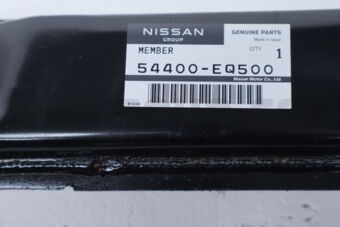 NISSAN
GROUP
GENUINE PARTS
Made in Japan
MEMBER
QTY 1
54400-EQ500
Nissan Motor Co., Ltd.